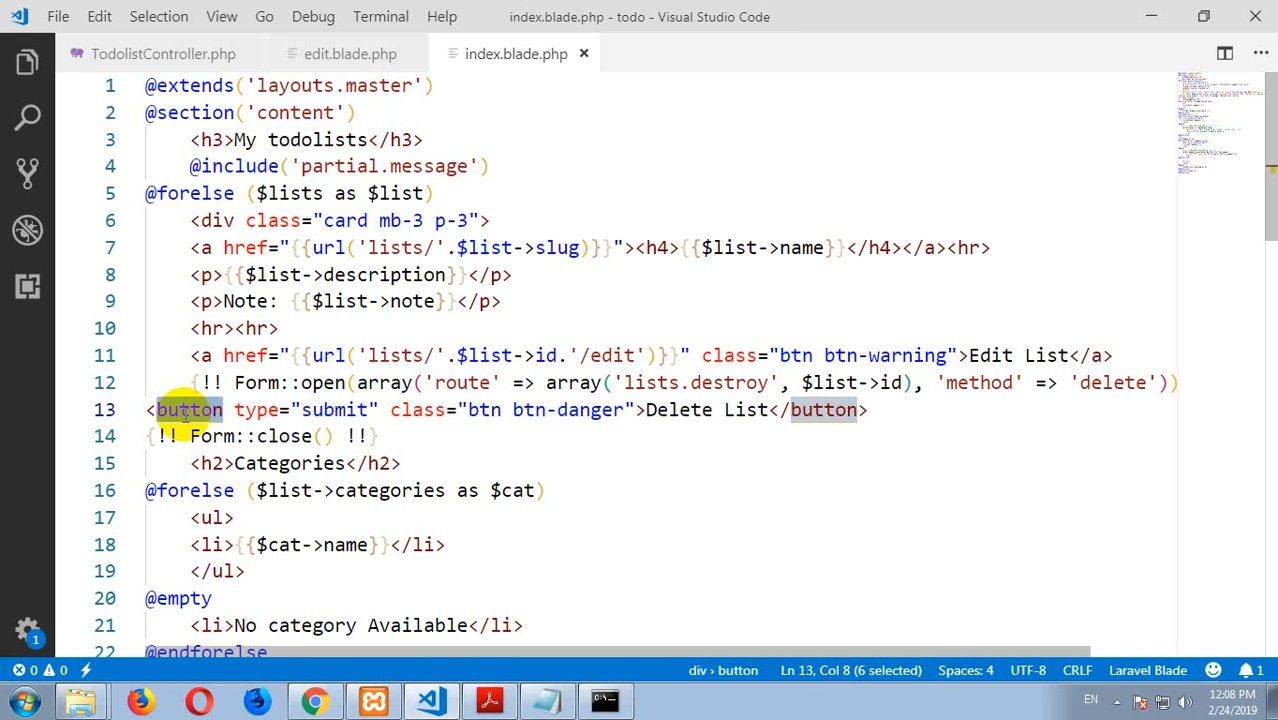 File Edit Selection View Go Debug Terminal Help index.blade.php - todo - Visual Studio Code
TodolistController.php edit.blade.php index.blade.php
1 @extends('layouts.master')
2 @section('content')
3 <h3>My todolists</h3>
4 @include('partial.message')
5 @forelse ($lists as $list)
6 <div class="card mb-3 p-3">
7 <a href="{{url('lists/'.$list->slug)}}"><h4>{{$list->name}}</h4></a><hr>
8 <p>{{$list->description}}</p>
9 <p>Note: {{$list->note}}</p>
10 <hr><hr>
11 <a href="{{url('lists/'.$list->id.'/edit')}}" class="btn btn-warning">Edit List</a>
12 {!! Form::open(array('route' => array('lists.destroy', $list->id), 'method' => 'delete'))
13 <button type="submit" class="btn btn-danger">Delete List</button>
14 {!! Form::close() !!}
15 <h2>Categories</h2>
16 @forelse ($list->categories as $cat)
17 <ul>
18 <li>{{$cat->name}}</li>
19 </ul>
20 @empty
21 <li>No category Available</li>
22 @endforelse
1 0 0 div › button Ln 13, Col 8 (6 selected) Spaces: 4 UTF-8 CRLF Laravel Blade 1
EN 12:08 PM
2/24/2019